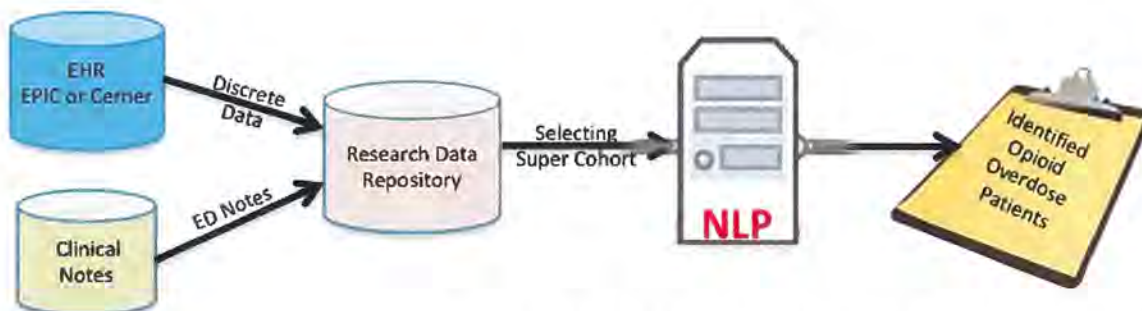 EHR
EPIC or Cerner
Discrete
Data
Clinical
Notes
ED Notes
Research Data
Repository
Selecting
Super Cohort
NLP
Identified
Opioid
Overdose
Patients